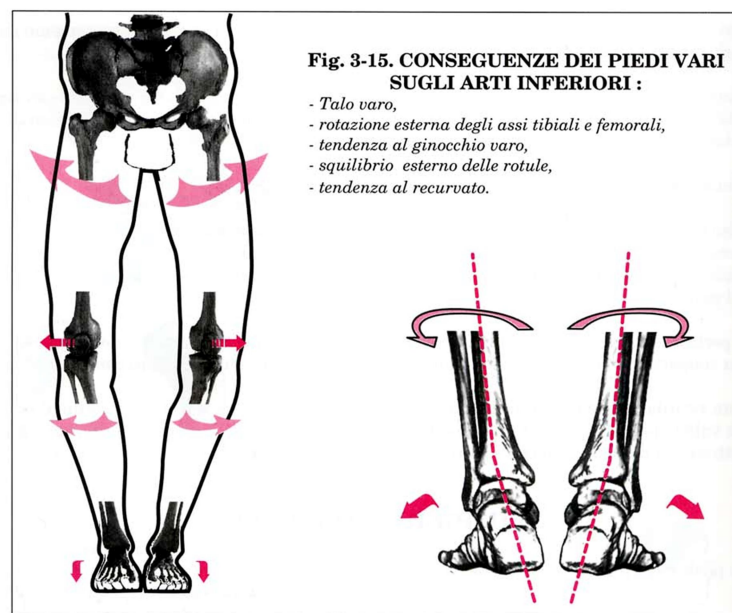 Fig. 3-15. CONSEGUENZE DEI PIEDI VARI
SUGLI ARTI INFERIORI :
- Talo varo,
- rotazione esterna degli assi tibiali e femorali,
- tendenza al ginocchio varo,
- squilibrio esterno delle rotule,
- tendenza al recurvato.